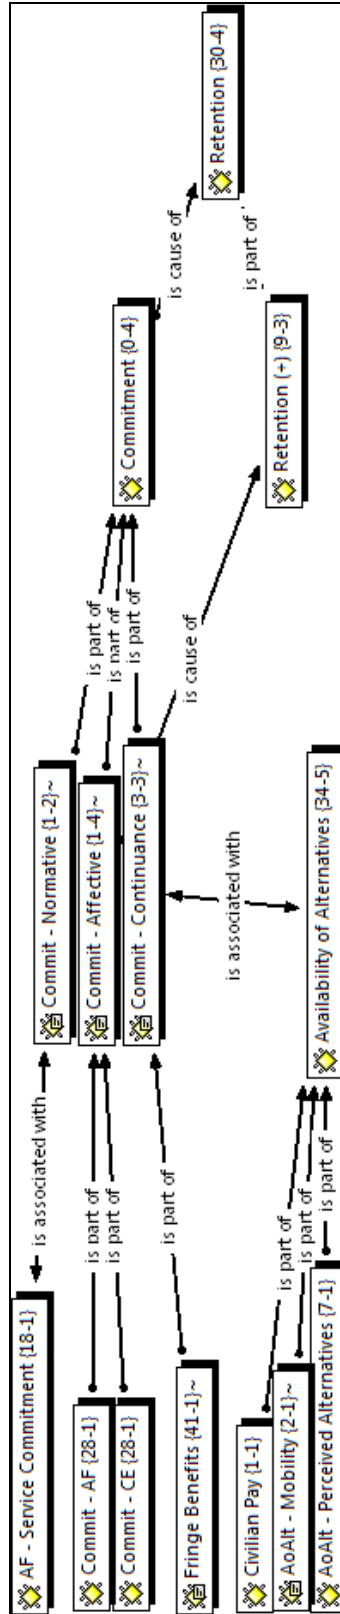 AF - Service Commitment {18-1}
is associated with
Commit - Normative {1-2}~
is part of
Commit - AF {28-1}
is part of
Commit - Affective {1-4}~
is part of
Commitment {0-4}
is cause of
Retention {30-4}
Commit - CE {28-1}
is part of
Commit - Continuance {3-3}~
is part of
Fringe Benefits {41-1}~
is part of
is cause of
Retention (+) {9-3}
is part of
is associated with
Civilian Pay {1-1}
is part of
AoAlt - Mobility {2-1}~
is part of
Availability of Alternatives {34-5}
AoAlt - Perceived Alternatives {7-1}
is part of